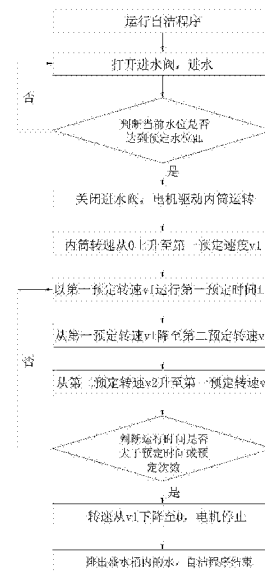 运行自洁程序
打开进水阀，进水
否
判断当前水位是否
达到预定水位
是
关闭进水阀，电机驱动内筒运转
内筒转速从0上升至第一预定速度v1
以第一预定转速v1运行第一预定时间t
从第一预定转速v1降至第二预定转速v
否
从第二预定转速v2升至第一预定转速v
判断运行时间是否
大于预定时间或预
定次数
是
转速从v1下降至0，电机停止
排出盛水桶内的水，自洁程序结束